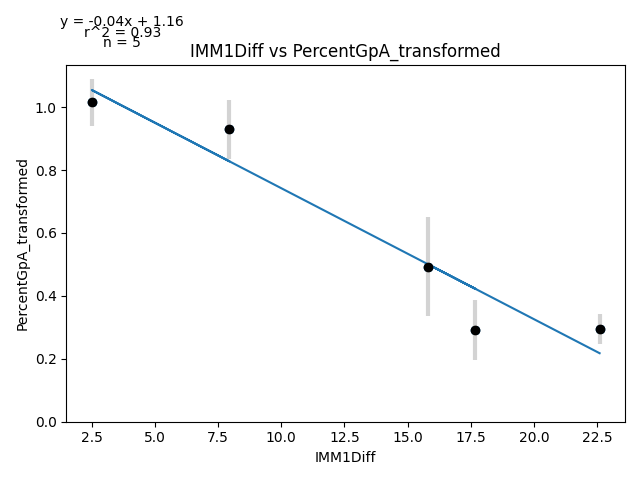 y = -0.04x + 1.16
r^2 = 0.93
n = 5
IMM1Diff vs PercentGpA_transformed
PercentGpA_transformed
1.0
0.8
0.6
0.4
0.2
0.0
2.5 5.0 7.5 10.0 12.5 15.0 17.5 20.0 22.5
IMM1Diff